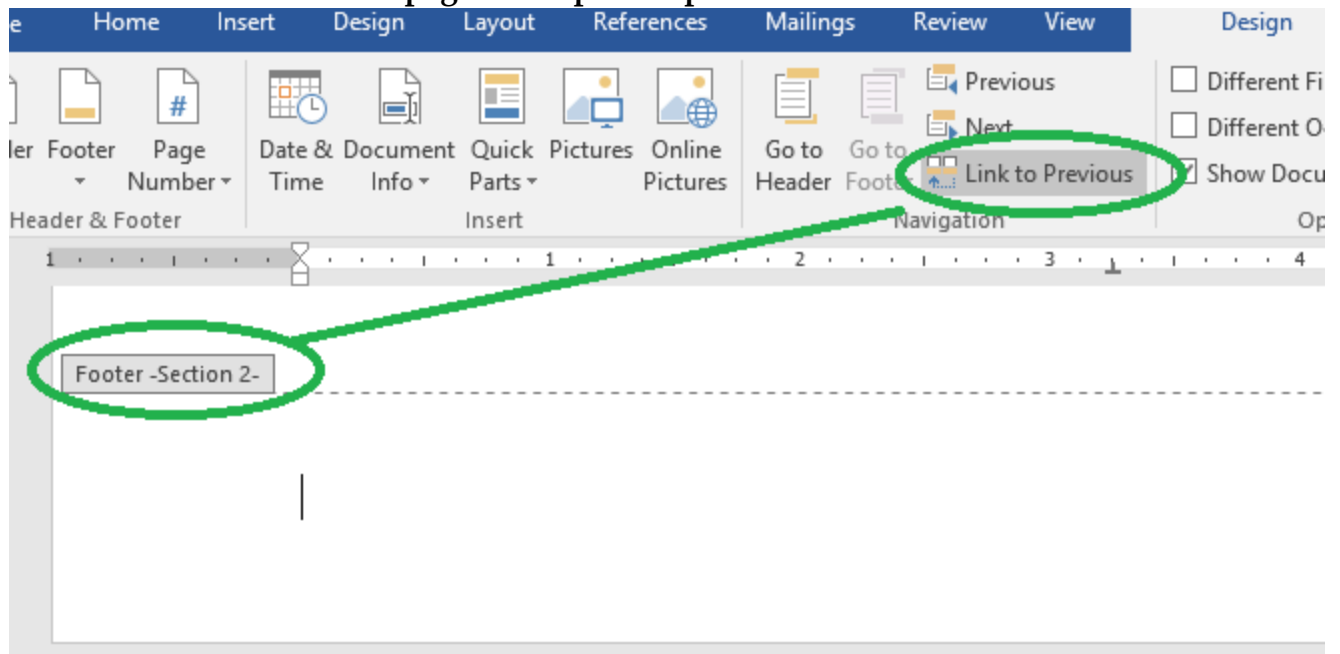 Home Insert Design Layout References Mailings Review View Design
# Previous Different Fi
Next Different O
Footer Page Date & Document Quick Pictures Online Go to Go to
Number Time Info Parts Pictures Header Footer Link to Previous Show Docu
Header & Footer Insert Navigation Op
1 1 2 3 4
Footer -Section 2-